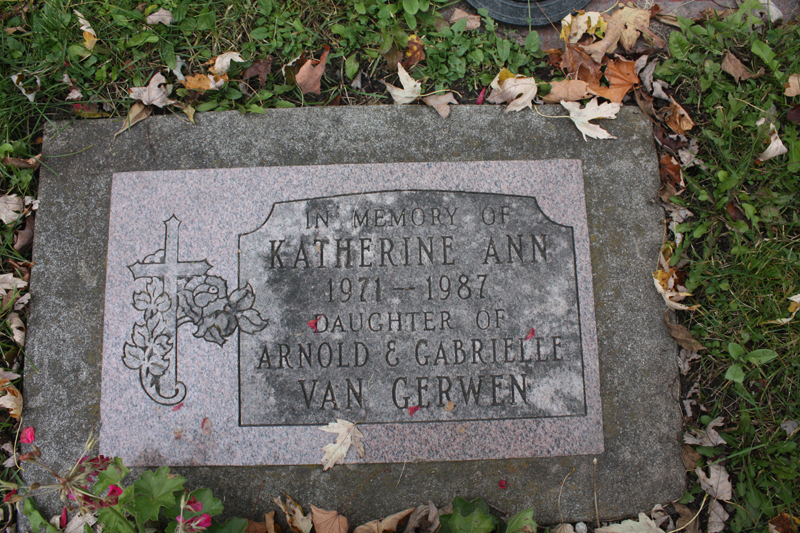 IN MEMORY OF
KATHERINE ANN
1971 — 1987
DAUGHTER OF
ARNOLD & GABRIELLE
VAN GERWEN